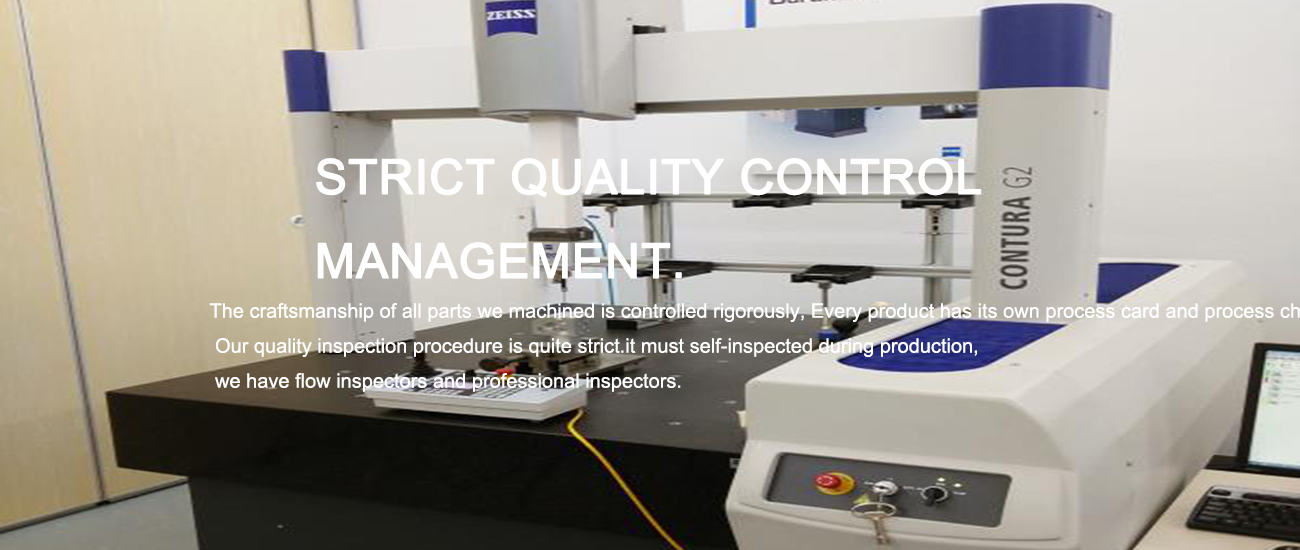 ZEISS
CONTURA G2
STRICT QUALITY CONTROL
MANAGEMENT.
The craftsmanship of all parts we machined is controlled rigorously, Every product has its own process card and process ch
Our quality inspection procedure is quite strict.it must self-inspected during production,
we have flow inspectors and professional inspectors.